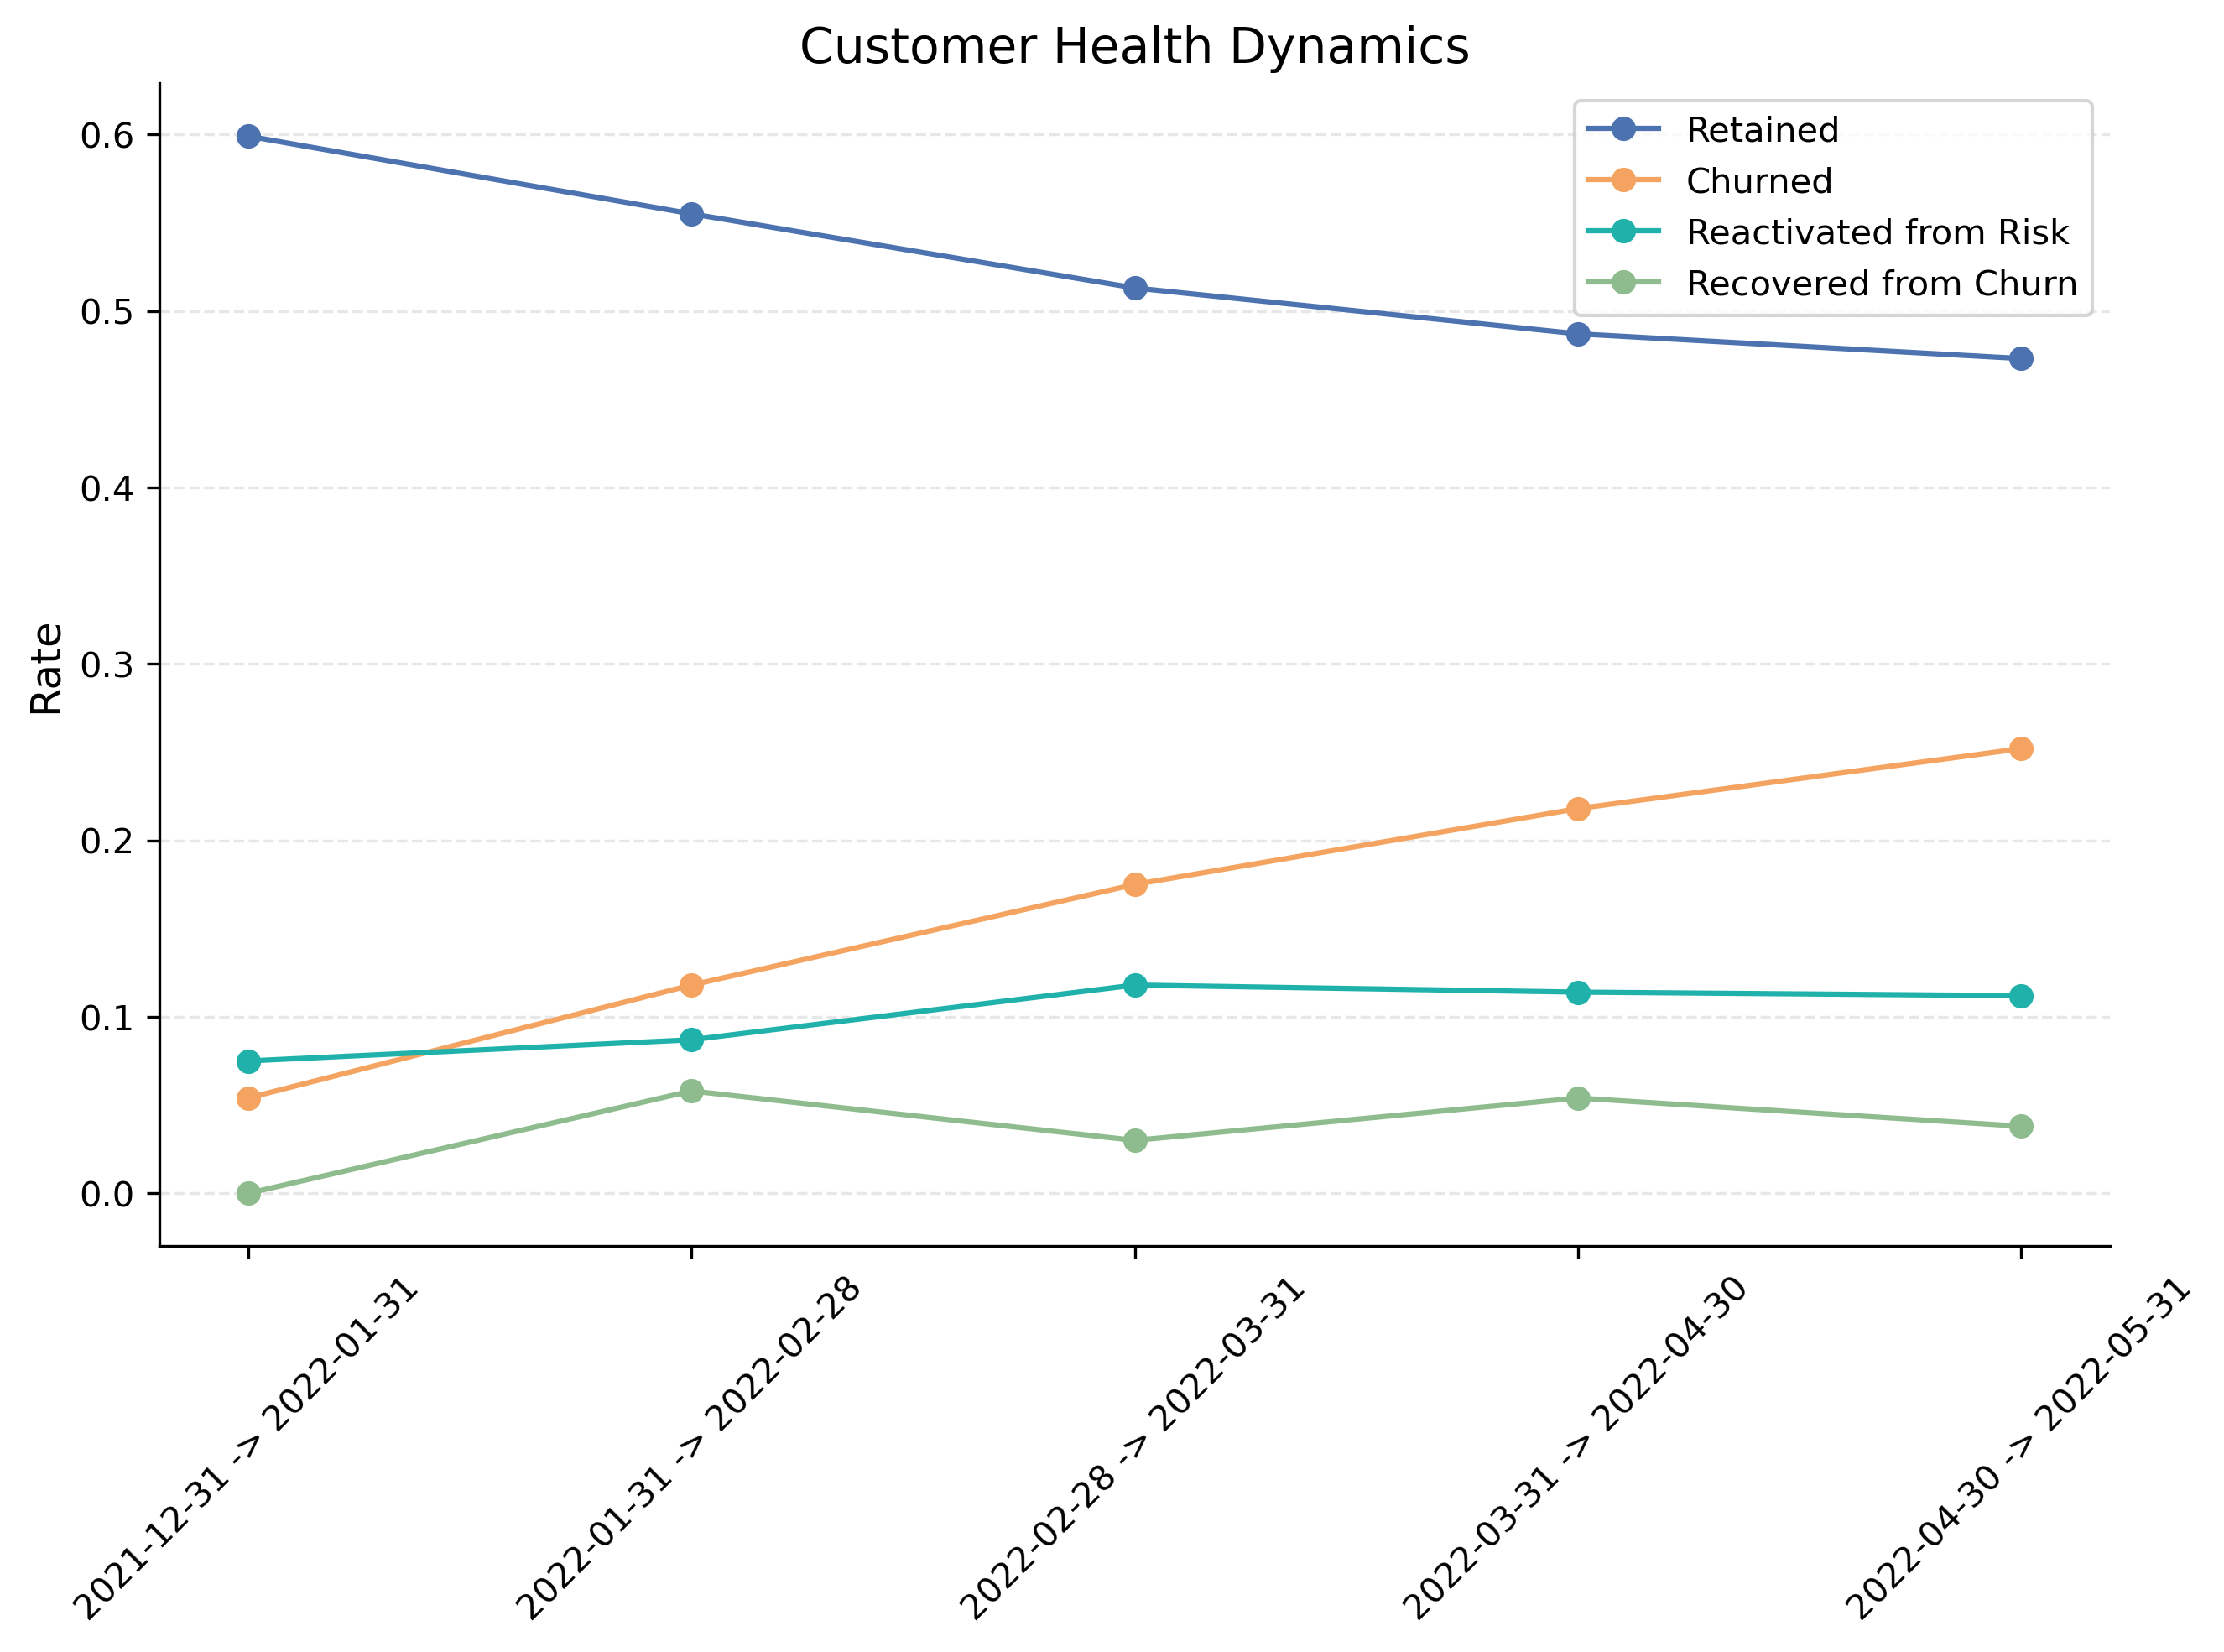 Customer Health Dynamics
Retained
Churned
Reactivated from Risk
Recovered from Churn
Rate
0.6
0.5
0.4
0.3
0.2
0.1
0.0
2021-12-31 -> 2022-01-31
2022-01-31 -> 2022-02-28
2022-02-28 -> 2022-03-31
2022-03-31 -> 2022-04-30
2022-04-30 -> 2022-05-31